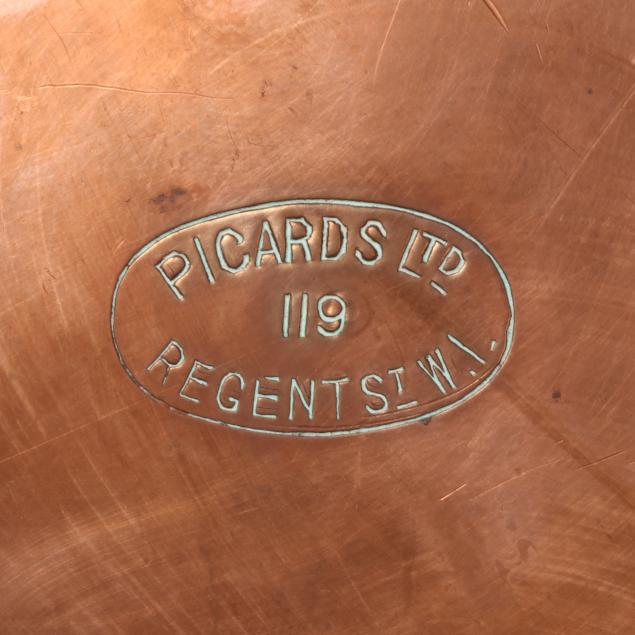 PICARDS LTD
119
REGENT ST W.1.